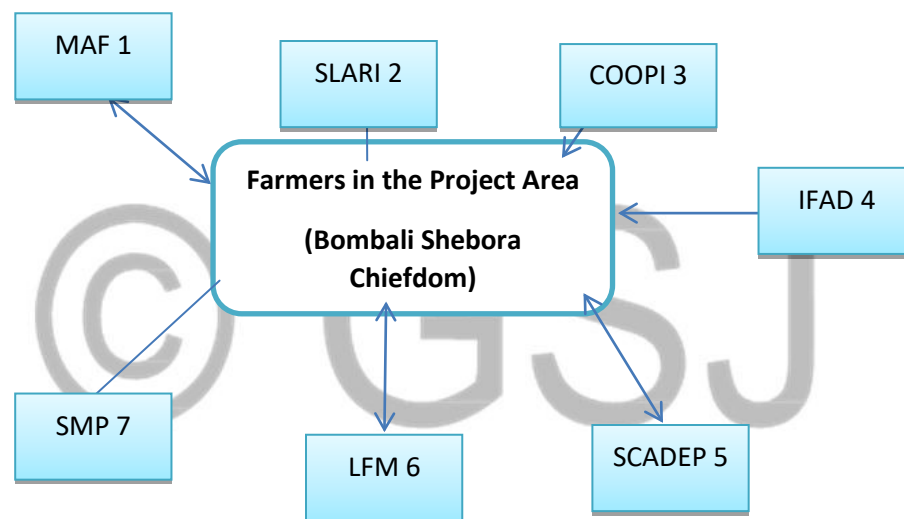 MAF 1
SLARI 2
COOPI 3
Farmers in the Project Area
(Bombali Shebora
Chiefdom)
IFAD 4
SMP 7
LFM 6
SCADEP 5
© GSJ